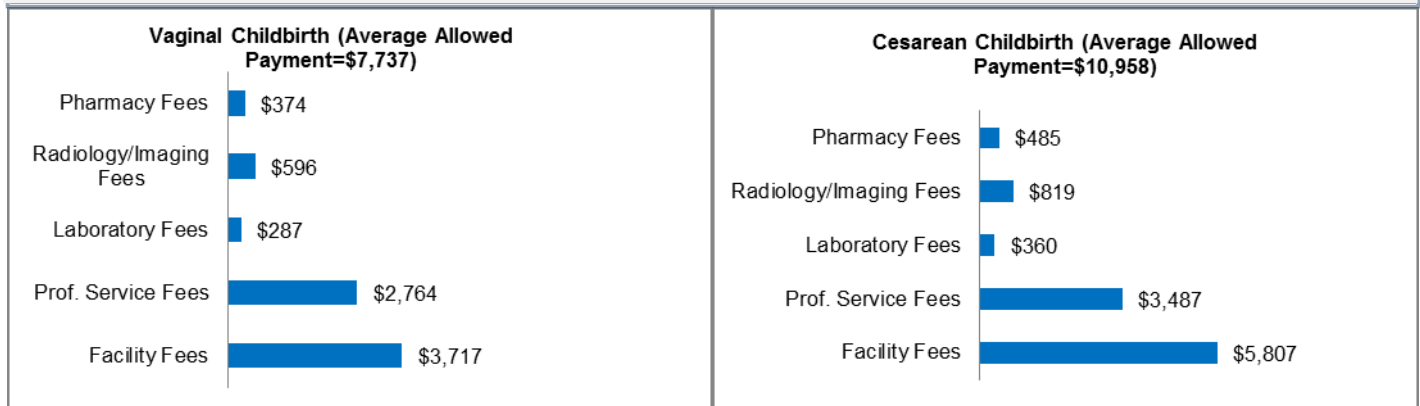 Vaginal Childbirth (Average Allowed
Payment=$7,737)
Pharmacy Fees $374
Radiology/Imaging
Fees $596
Laboratory Fees $287
Prof. Service Fees $2,764
Facility Fees $3,717
Cesarean Childbirth (Average Allowed
Payment=$10,958)
Pharmacy Fees $485
Radiology/Imaging Fees $819
Laboratory Fees $360
Prof. Service Fees $3,487
Facility Fees $5,807